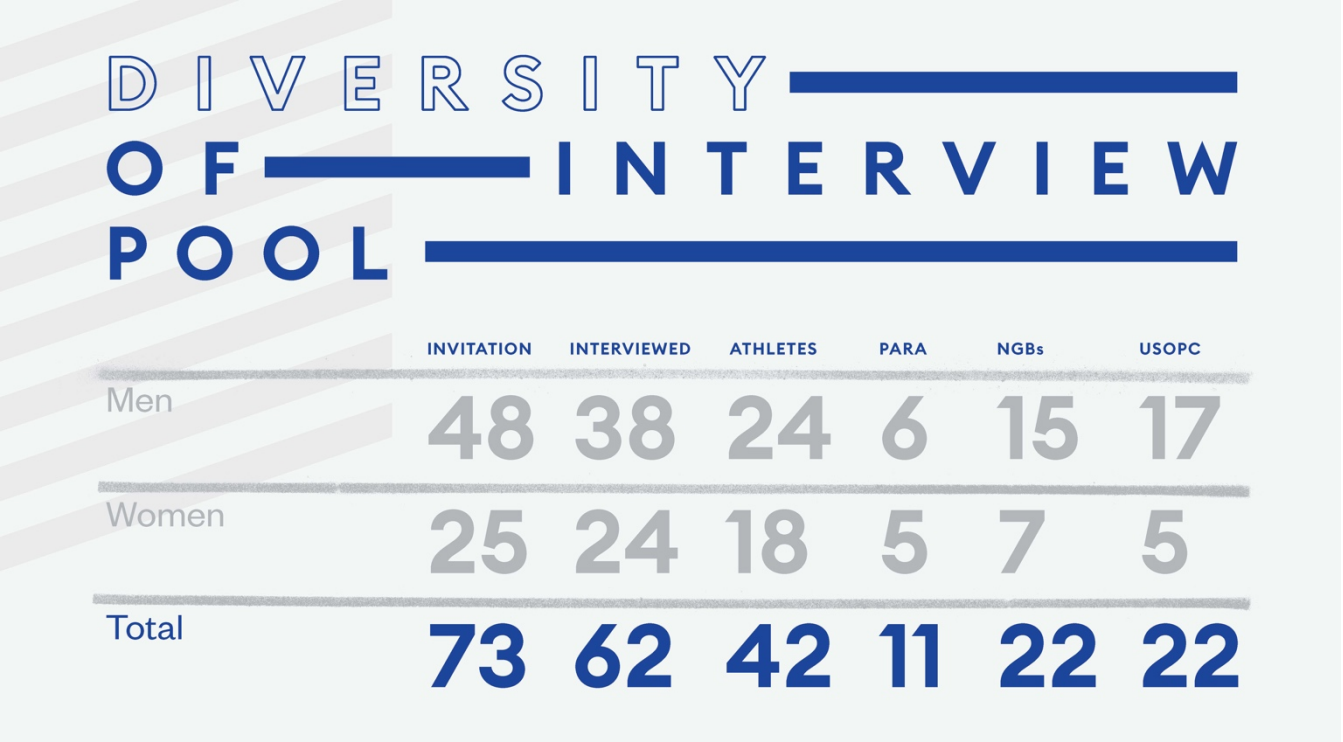 DIVERSITY
OF INTERVIEW
POOL
INVITATION INTERVIEWED ATHLETES PARA NGBs USOPC
Men 48 38 24 6 15 17
Women 25 24 18 5 7 5
Total 73 62 42 11 22 22